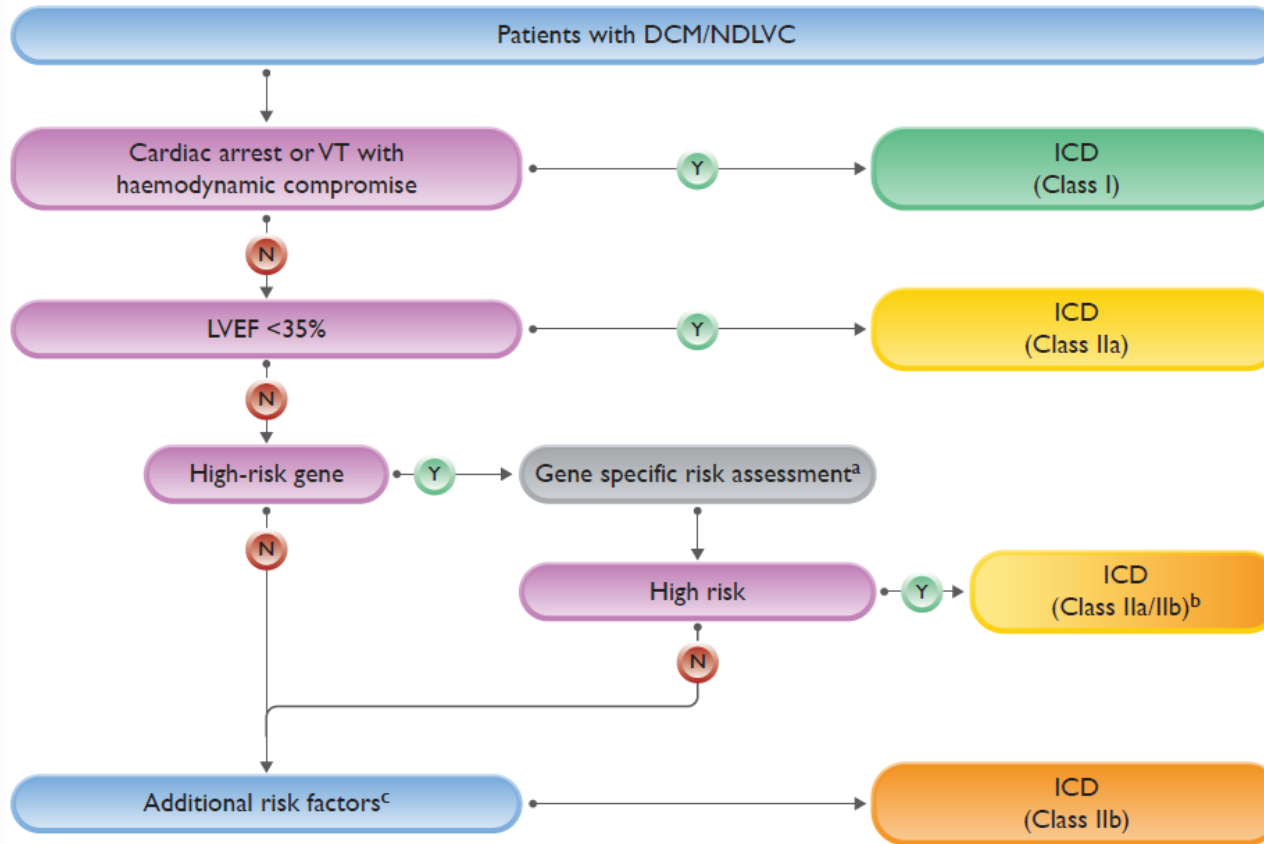 Patients with DCM/NDLVC
Cardiac arrest or VT with
haemodynamic compromise
Y
ICD
(Class I)
N
LVEF <35%
Y
ICD
(Class IIa)
N
High-risk gene
Y
Gene specific risk assessmentᵃ
N
High risk
Y
ICD
(Class IIa/IIb)ᵇ
N
Additional risk factorsᶜ
ICD
(Class IIb)